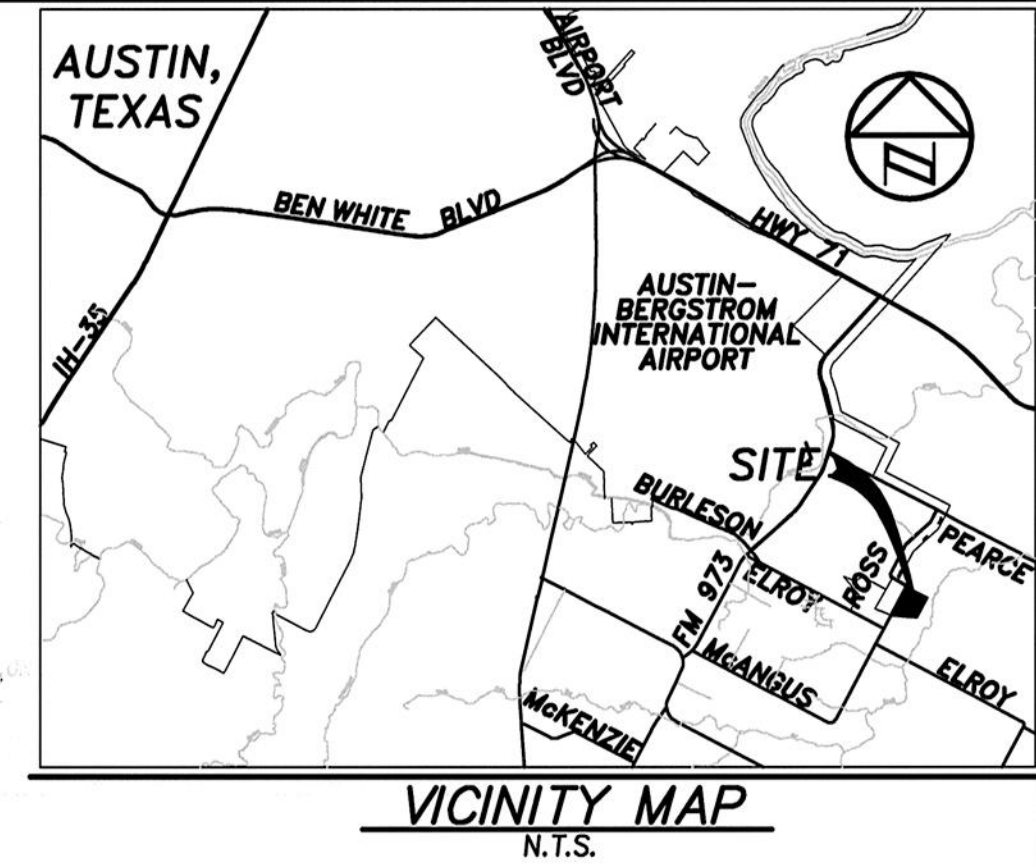 AUSTIN,
TEXAS
AIRPORT
BLVD
N
BEN WHITE BLVD
HWY 71
IH-35
AUSTIN-
BERGSTROM
INTERNATIONAL
AIRPORT
SITE
BURLESON
PEARCE
ROSS
ELROY
FM 973
McANGUS
ELROY
McKENZIE
VICINITY MAP
N.T.S.